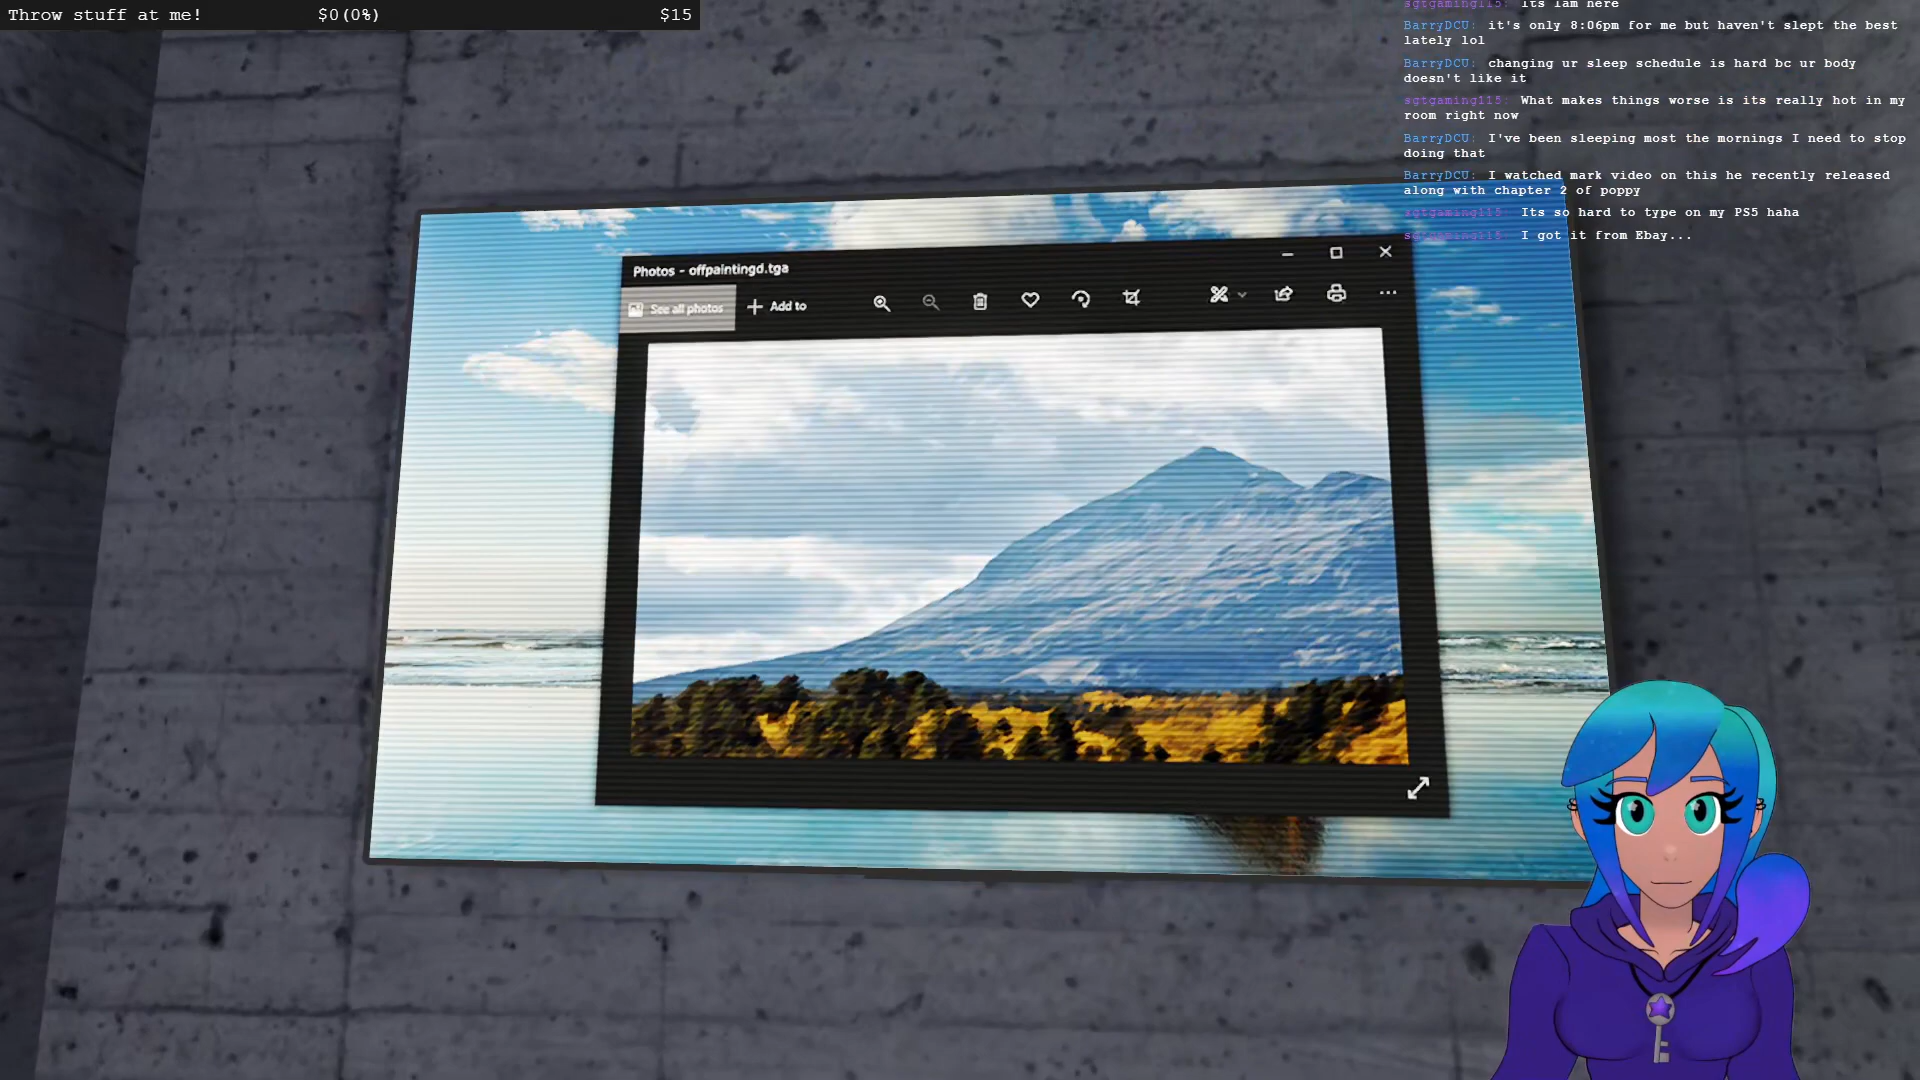 Throw stuff at me! $0(0%) $15
sgtgaming115: Its 1am here
BarryDCU: it's only 8:06pm for me but haven't slept the best
lately lol
BarryDCU: changing ur sleep schedule is hard bc ur body
doesn't like it
sgtgaming115: What makes things worse is its really hot in my
room right now
BarryDCU: I've been sleeping most the mornings I need to stop
doing that
BarryDCU: I watched mark video on this he recently released
along with chapter 2 of poppy
sgtgaming115: Its so hard to type on my PS5 haha
sgtgaming115: I got it from Ebay...
Photos - offpaintingd.tga
See all photos
Add to